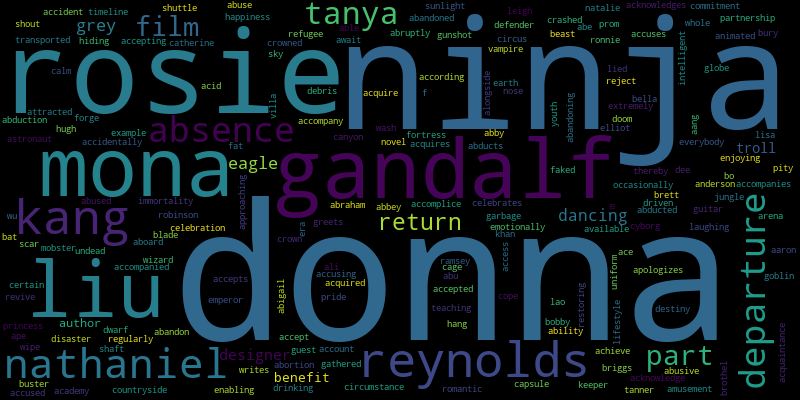 accident timeline shuttle abuse tanya sunlight leigh acknowledges commitment
shout grey film happiness abandoned defender crashed prom natalie whole partnership
transported hiding accepting catherine crowned refugee await abruptly gunshot circus abe ronnie accuses animated bury
rosie ninja
calm sky vampire beast intelligent globe
acid debris acquire according earth lied reject
attracted villa accompany f alongside nose youth bella extremely
abduction forge absence canyon wash fortress abby abandoning doom aang
hugh example accidentally fat novel acquires elliot everybody lisa
astronaut mona eagle gandalf abducts faked thereby troll enjoying
abused immortality approaching abraham accomplice celebrates occasionally dee bo anderson accompanies pity
wu kang robinson celebration abbey return garbage dancing brett driven abducted jungle
bat scar blade greets era emotionally available guitar arena
mobster undead aboard crown khan access cyborg laughing departure aaron
certain accompanied wizard accepts accusing ali cage ramsey uniform ace apologizes goblin
revive liu donna abigail acquired abu accepted cope lao restoring lifestyle destiny
princess author dwarf emperor pride teaching bobby ability
ape disaster regularly abandon accept hang achieve
wipe shaft designer guest account reynolds part acquaintance
nathaniel writes abortion gathered benefit briggs abusive
accused buster academy countryside enabling drinking circumstance romantic capsule keeper tanner acknowledge amusement brothel